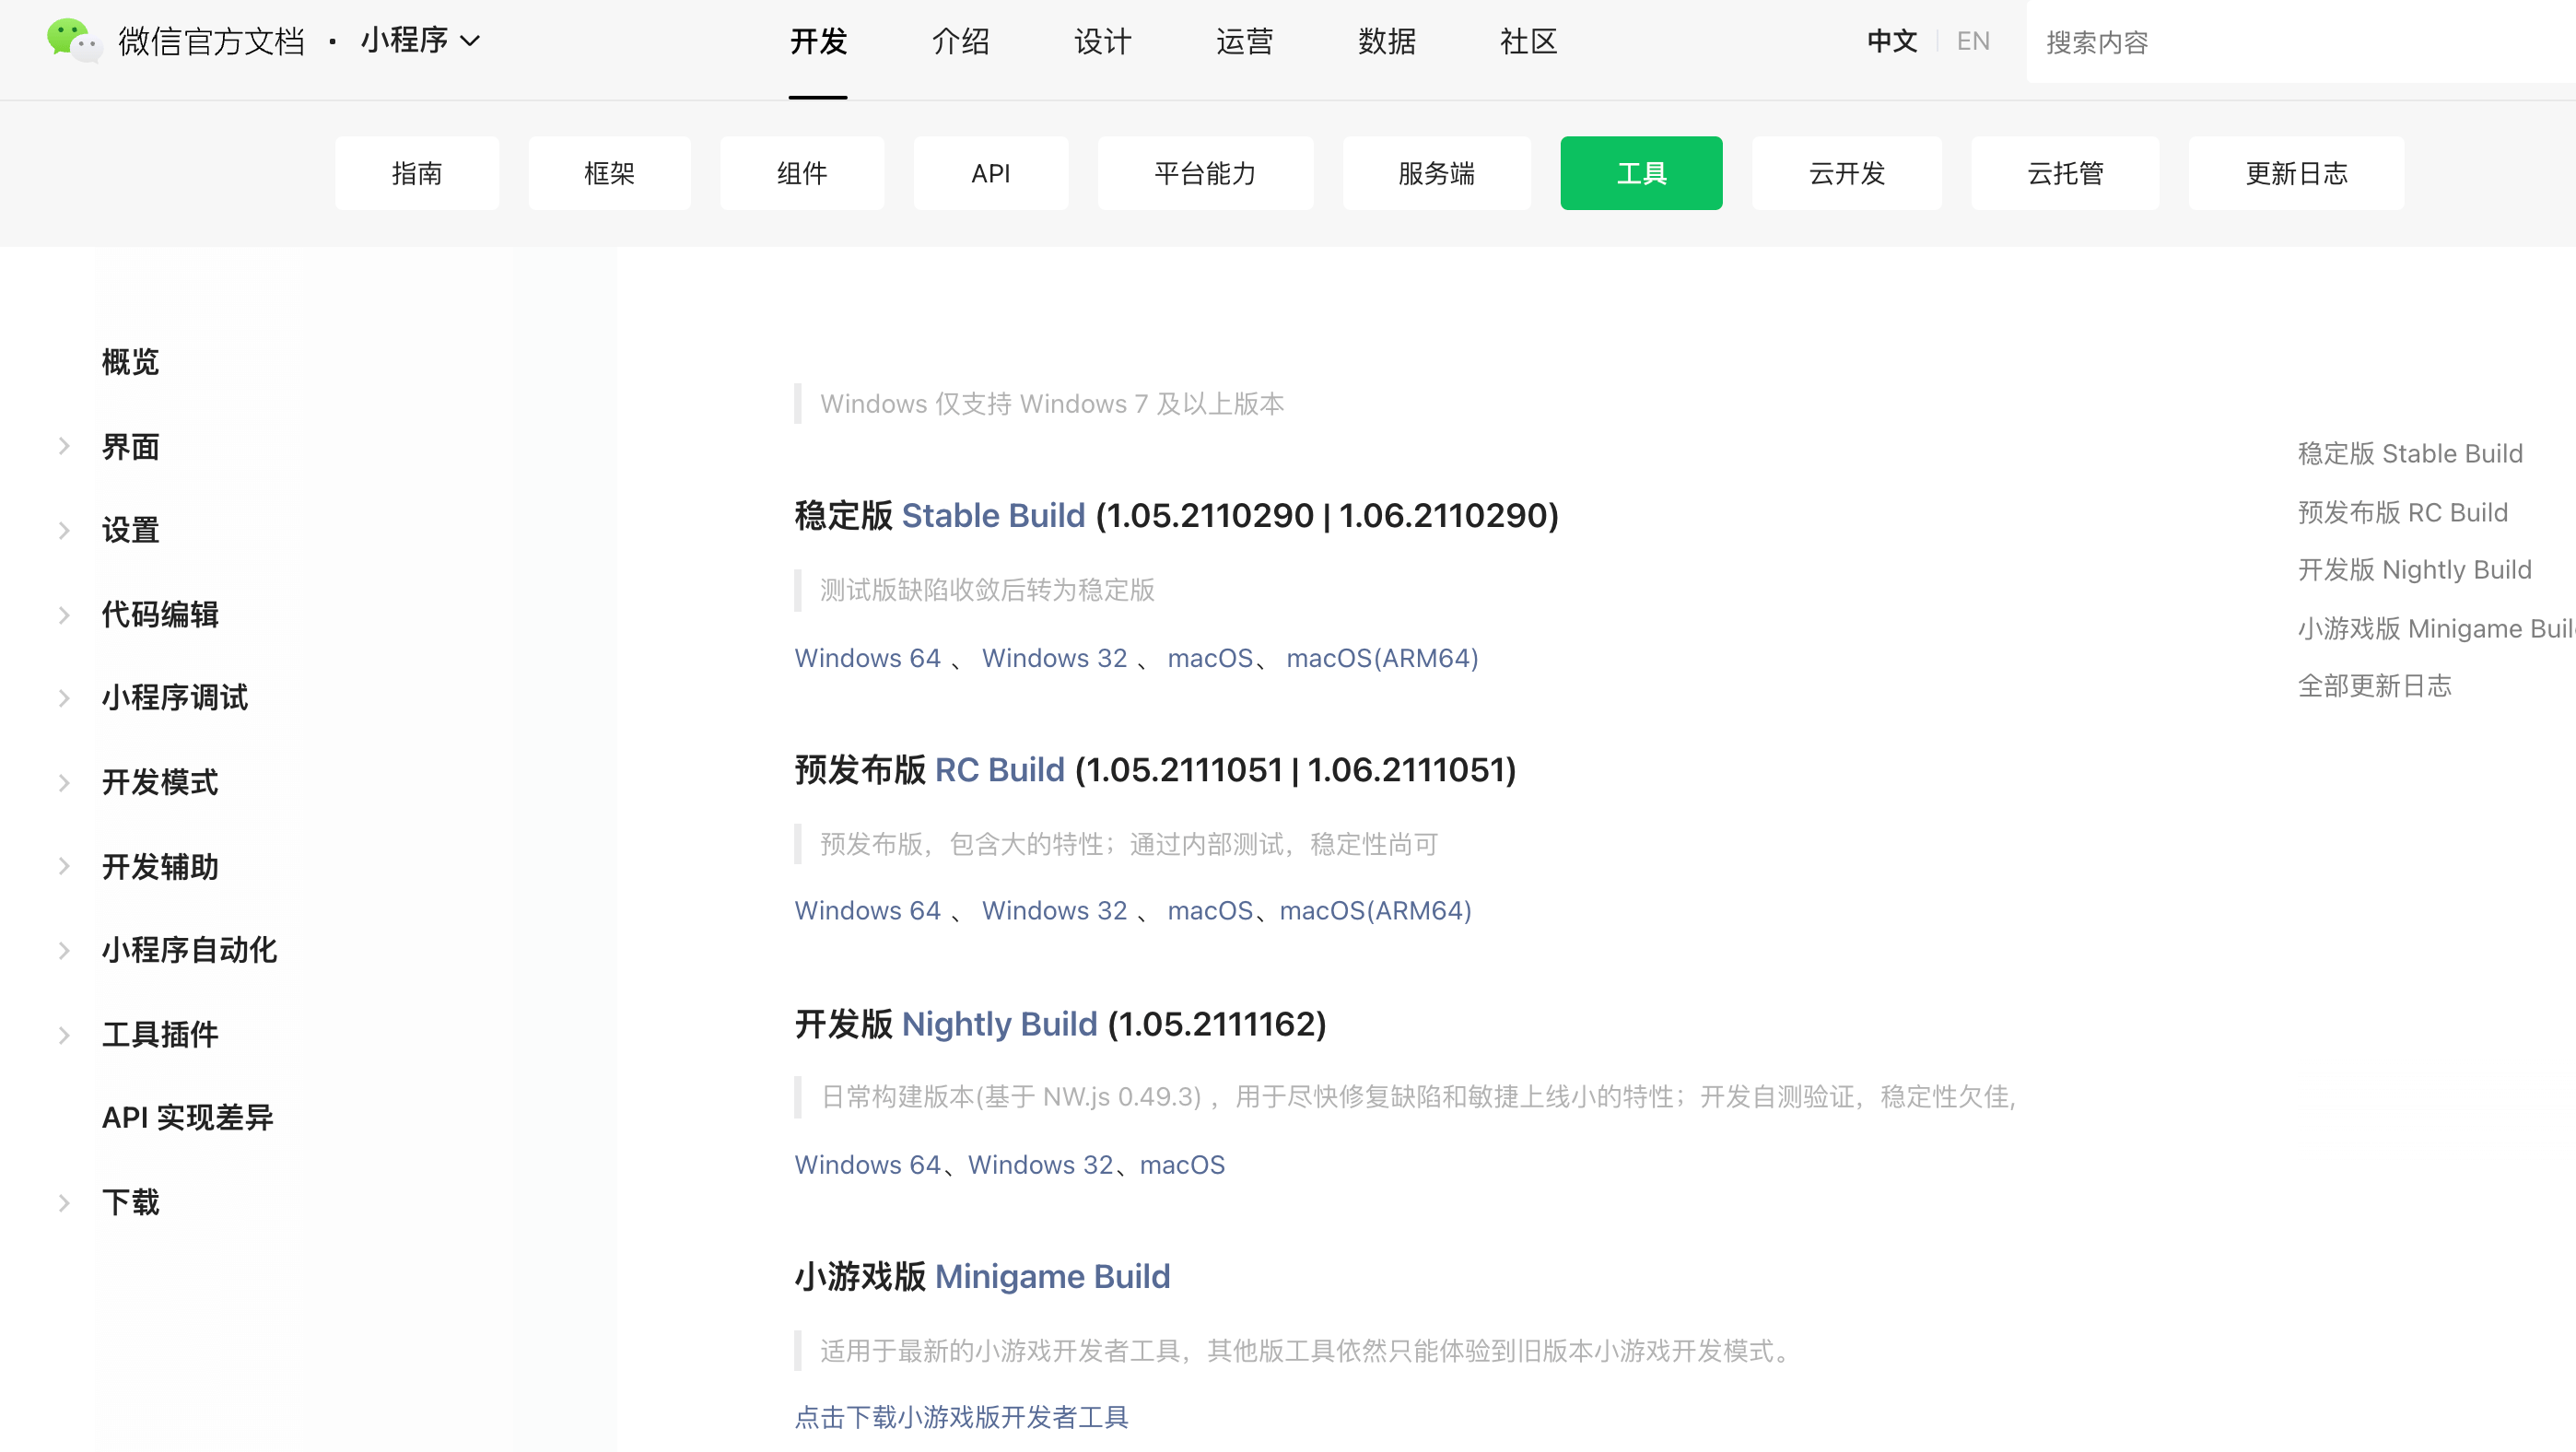 微信官方文档 · 小程序
开发 介绍 设计 运营 数据 社区
中文 EN 搜索内容
指南 框架 组件 API 平台能力 服务端 工具 云开发 云托管 更新日志
概览
界面
设置
代码编辑
小程序调试
开发模式
开发辅助
小程序自动化
工具插件
API 实现差异
下载
Windows 仅支持 Windows 7 及以上版本
稳定版 Stable Build (1.05.2110290 | 1.06.2110290)
测试版缺陷收敛后转为稳定版
Windows 64 、 Windows 32 、 macOS、 macOS(ARM64)
预发布版 RC Build (1.05.2111051 | 1.06.2111051)
预发布版，包含大的特性；通过内部测试，稳定性尚可
Windows 64 、 Windows 32 、 macOS、macOS(ARM64)
开发版 Nightly Build (1.05.2111162)
日常构建版本(基于 NW.js 0.49.3) ，用于尽快修复缺陷和敏捷上线小的特性；开发自测验证，稳定性欠佳,
Windows 64、Windows 32、macOS
小游戏版 Minigame Build
适用于最新的小游戏开发者工具，其他版工具依然只能体验到旧版本小游戏开发模式。
点击下载小游戏版开发者工具
稳定版 Stable Build
预发布版 RC Build
开发版 Nightly Build
小游戏版 Minigame
全部更新日志